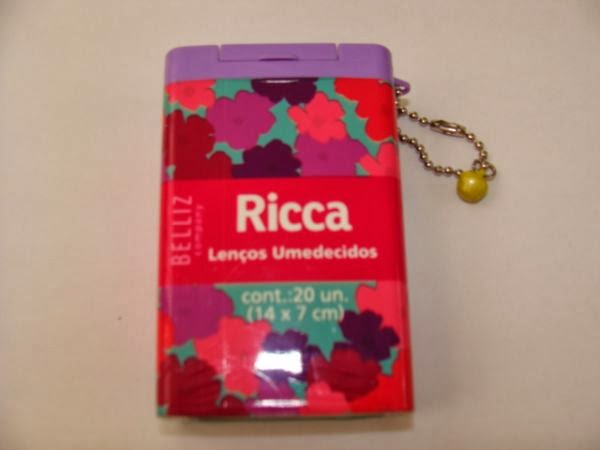 BELLIZ
company
Ricca
Lenços Umedecidos
cont.:20 un.
(14 x 7 cm)